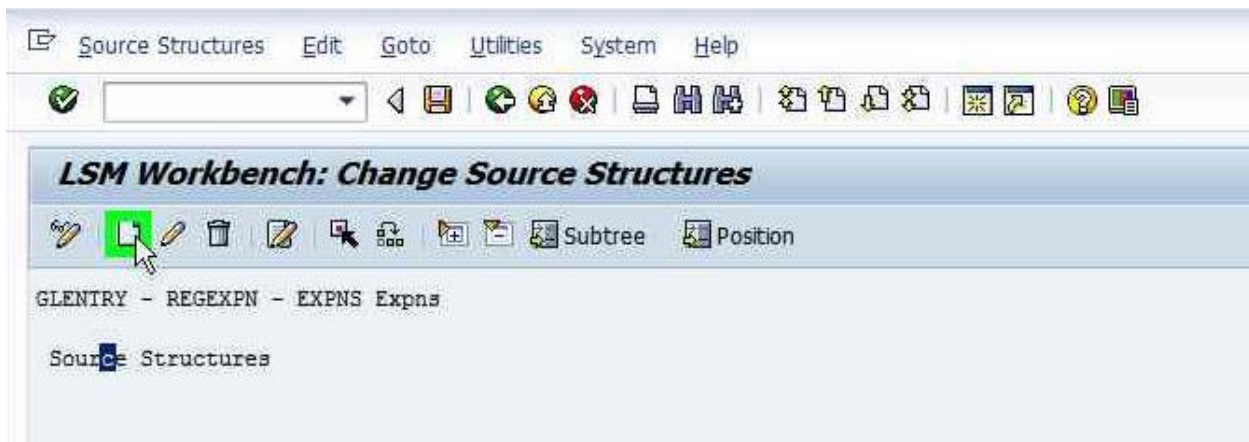 Source Structures Edit Goto Utilities System Help
LSM Workbench: Change Source Structures
Subtree Position
GLENTRY - REGEXPN - EXPNS Expns
Source Structures